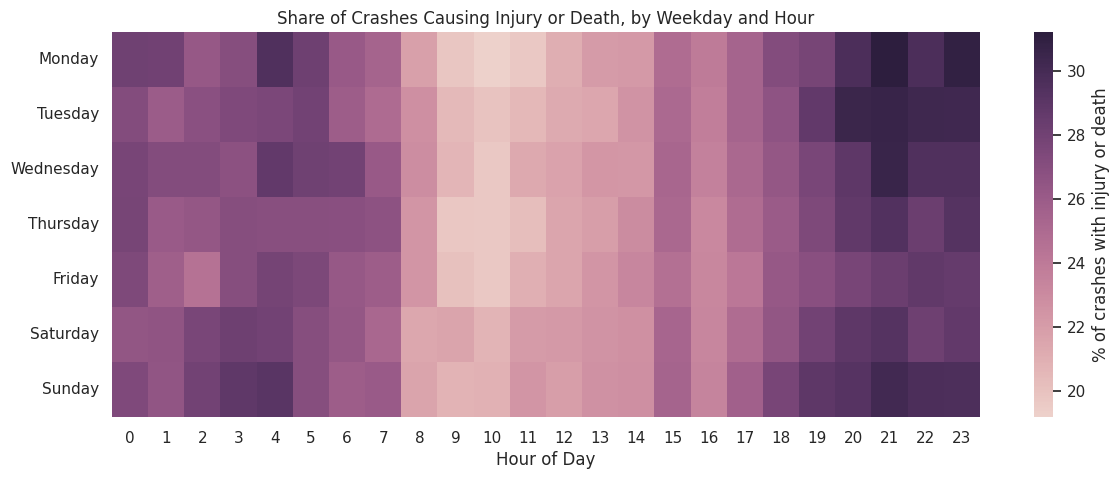 Share of Crashes Causing Injury or Death, by Weekday and Hour
Monday
Tuesday
Wednesday
Thursday
Friday
Saturday
Sunday
0 1 2 3 4 5 6 7 8 9 10 11 12 13 14 15 16 17 18 19 20 21 22 23
Hour of Day
30
28
26
24
22
20
% of crashes with injury or death